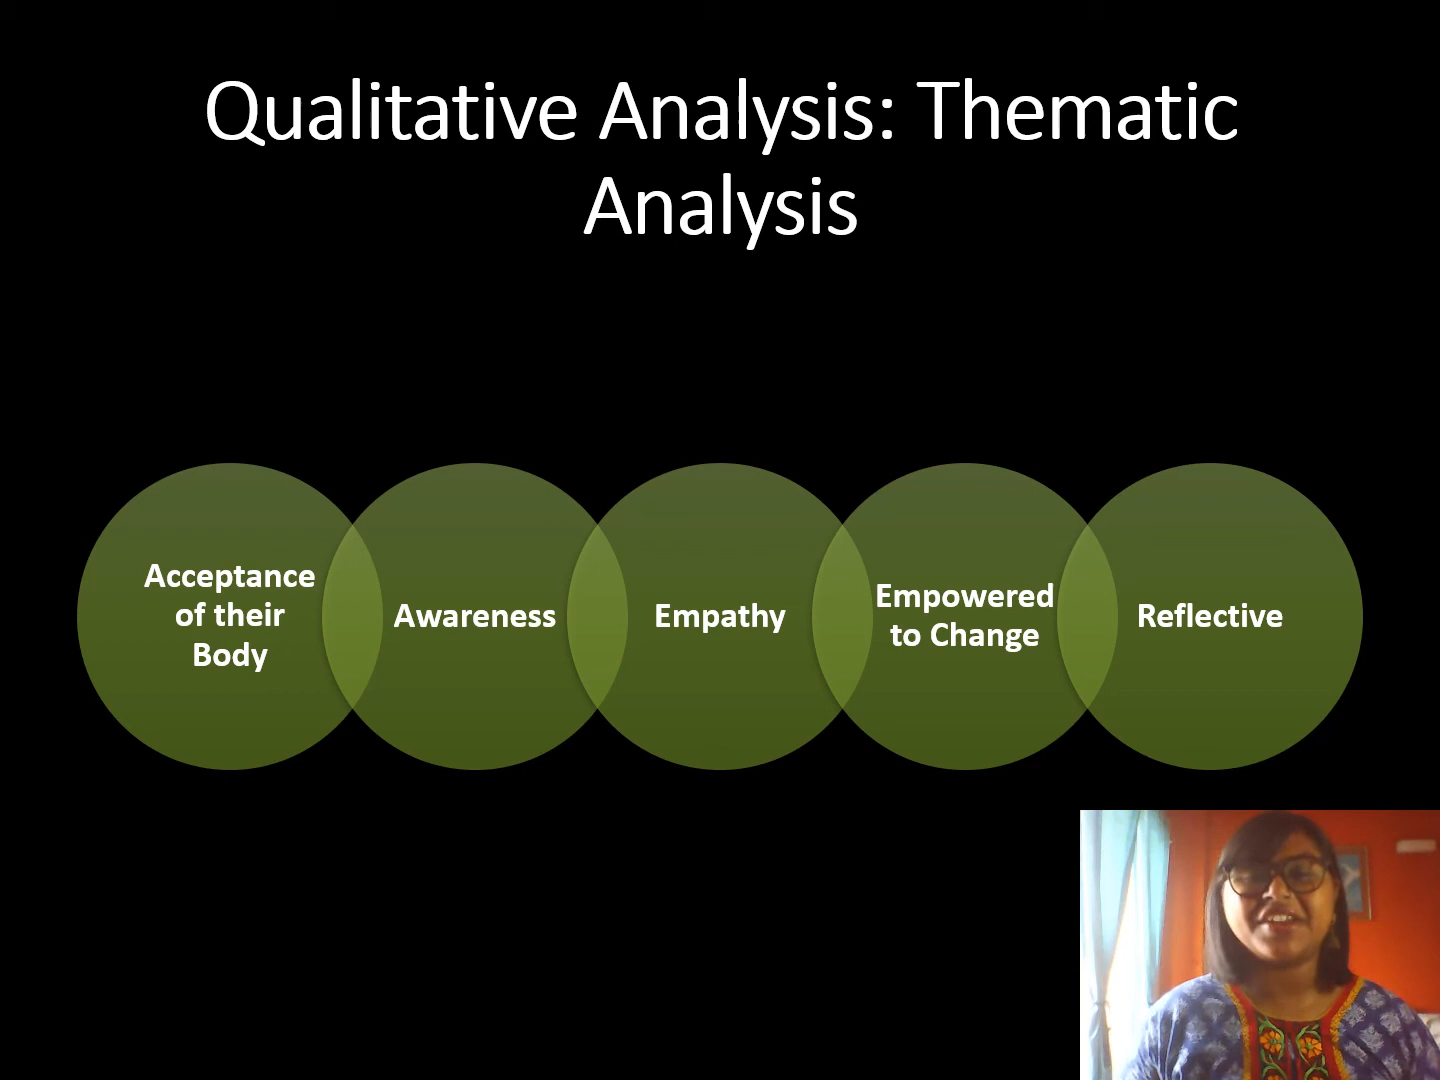 Qualitative Analysis: Thematic
Analysis
Acceptance
of their
Body
Awareness
Empathy
Empowered
to Change
Reflective